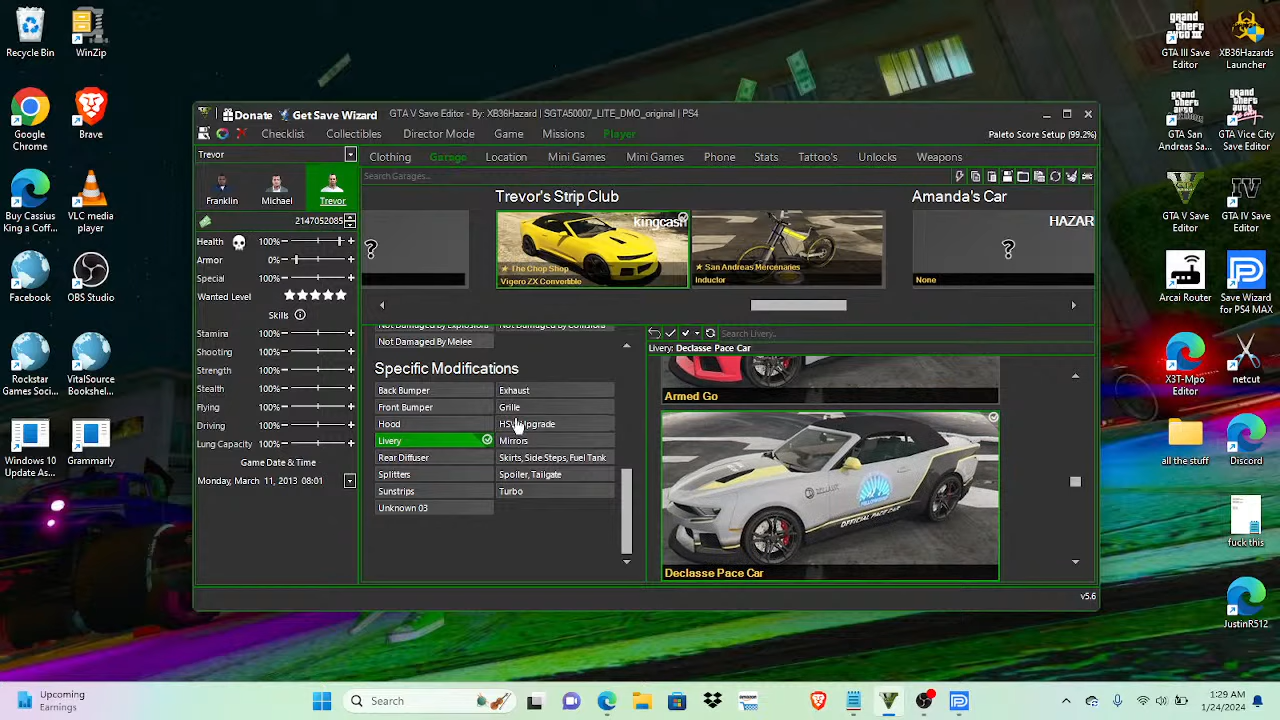 Recycle Bin
WinZip
Google Chrome
Brave
Buy Cassius King a Coff...
VLC media player
Facebook
OBS Studio
Rockstar Games Soci...
VitalSource Bookshelf
Windows 10 Update A...
Grammarly
GTA III Save Editor
XB36Hazards Launcher
GTA San Andreas Sa...
GTA Vice City Save Editor
GTA V Save Editor
GTA IV Save Editor
Arcai Router
Save Wizard for PS4 MAX
X3T-Mpo Editor
netcut
all the stuff
Discord
fuck this
JustinR512
Donate
Get Save Wizard
GTA V Save Editor - By: XB36Hazard | SGTA50007_LITE_DMO_original | PS4
Checklist
Collectibles
Director Mode
Game
Missions
Player
Paleto Score Setup (99.2%)
Trevor
Clothing
Garage
Location
Mini Games
Mini Games
Phone
Stats
Tattoo's
Unlocks
Weapons
Search Garages..
Franklin
Michael
Trevor
2147052085
Health 100%
Armor 0%
Special 100%
Wanted Level
Skills
Stamina 100%
Shooting 100%
Strength 100%
Stealth 100%
Flying 100%
Driving 100%
Lung Capacity 100%
Game Date & Time
Monday, March 11, 2013 08:01
Trevor's Strip Club
Amanda's Car
?
kingcash
The Chop Shop
Vigero ZX Convertible
San Andreas Mercenaries
Inductor
HAZAR
?
None
Not Damaged By Melee
Specific Modifications
Back Bumper
Exhaust
Front Bumper
Grille
Hood
Livery
Mirrors
Rear Diffuser
Skirts, Side Steps, Fuel Tank
Splitters
Spoiler, Tailgate
Sunstrips
Turbo
Unknown 03
Search Livery..
Livery: Declasse Pace Car
Armed Go
OFFICIAL PACE CAR
Declasse Pace Car
v5.6
Upcoming
Earnings
Search
1:29 AM
1/24/2024